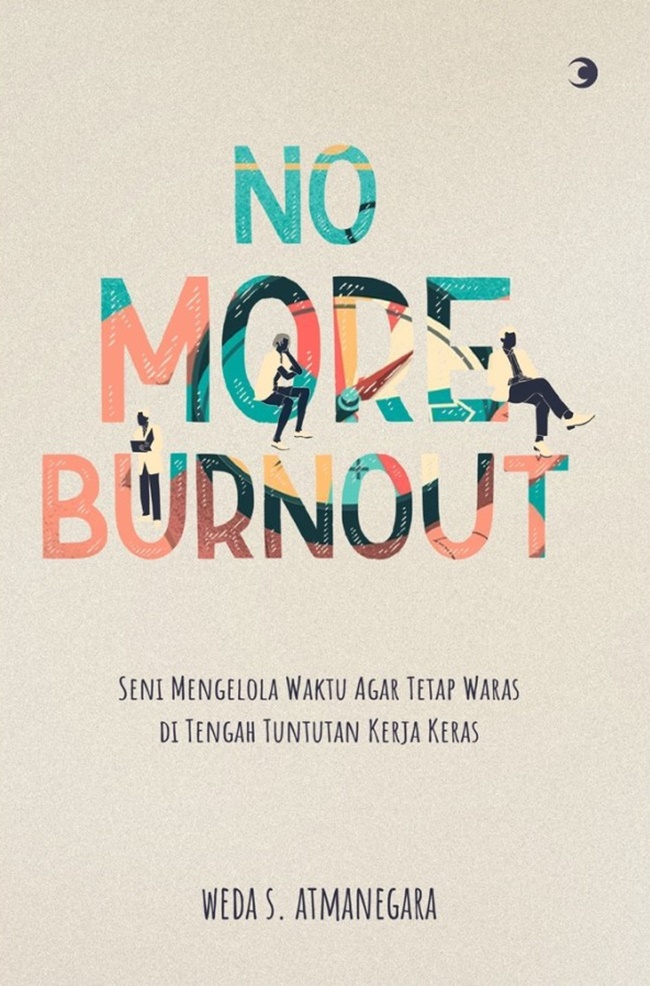 NO
MORE
BURNOUT
SENI MENGELOLA WAKTU AGAR TETAP WARAS
DI TENGAH TUNTUTAN KERJA KERAS
WEDA S. ATMANEGARA